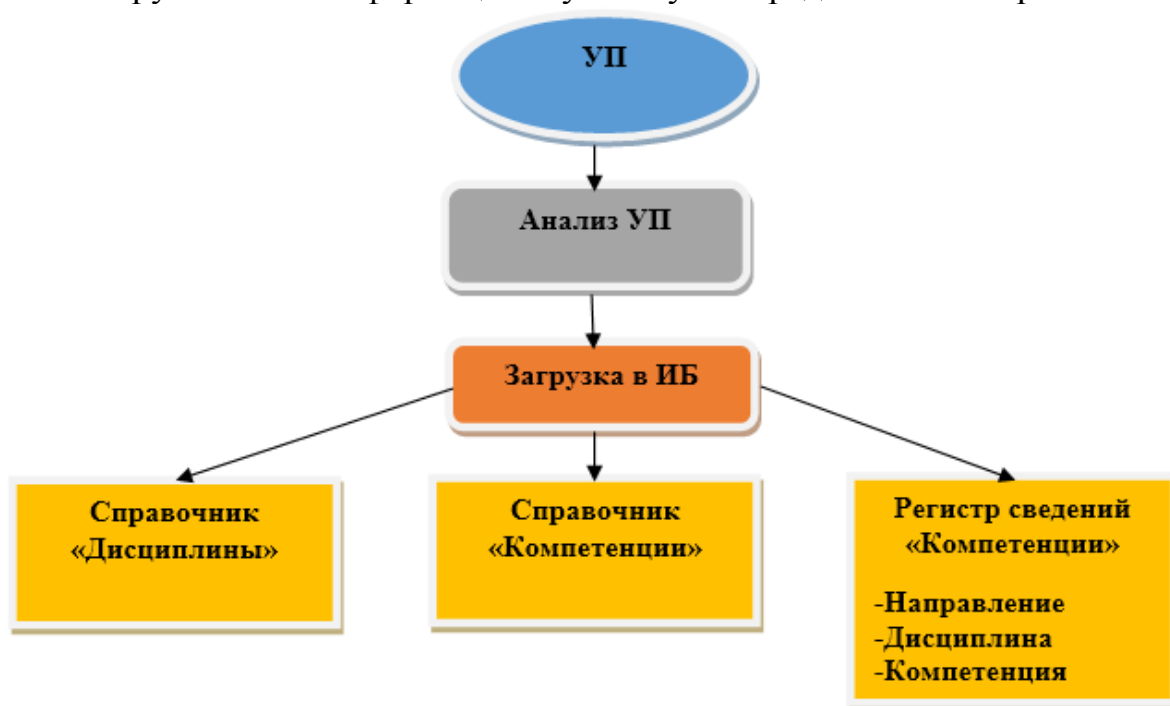 УП
Анализ УП
Загрузка в ИБ
Справочник
«Дисциплины»
Справочник
«Компетенции»
Регистр сведений
«Компетенции»
-Направление
-Дисциплина
-Компетенция